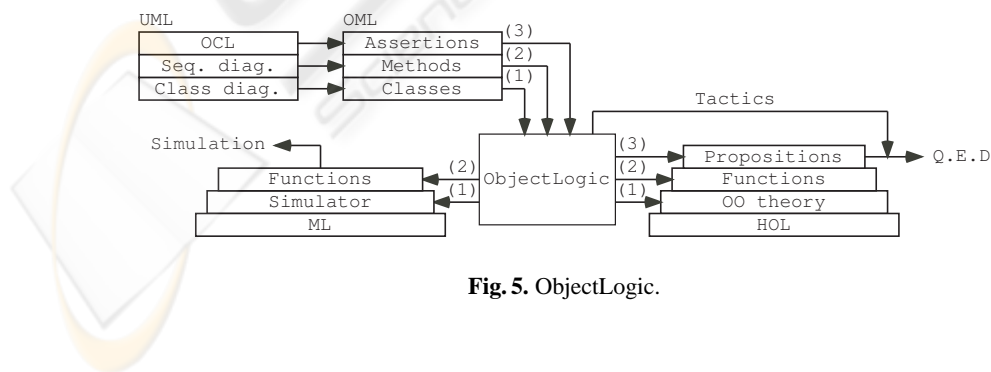 UML OML
OCL Assertions (3)
Seq. diag. Methods (2)
Class diag. Classes (1)
Tactics
Simulation (3) Propositions Q.E.D
Functions (2) ObjectLogic (2) Functions
Simulator (1) (1) OO theory
ML HOL
Fig. 5. ObjectLogic.